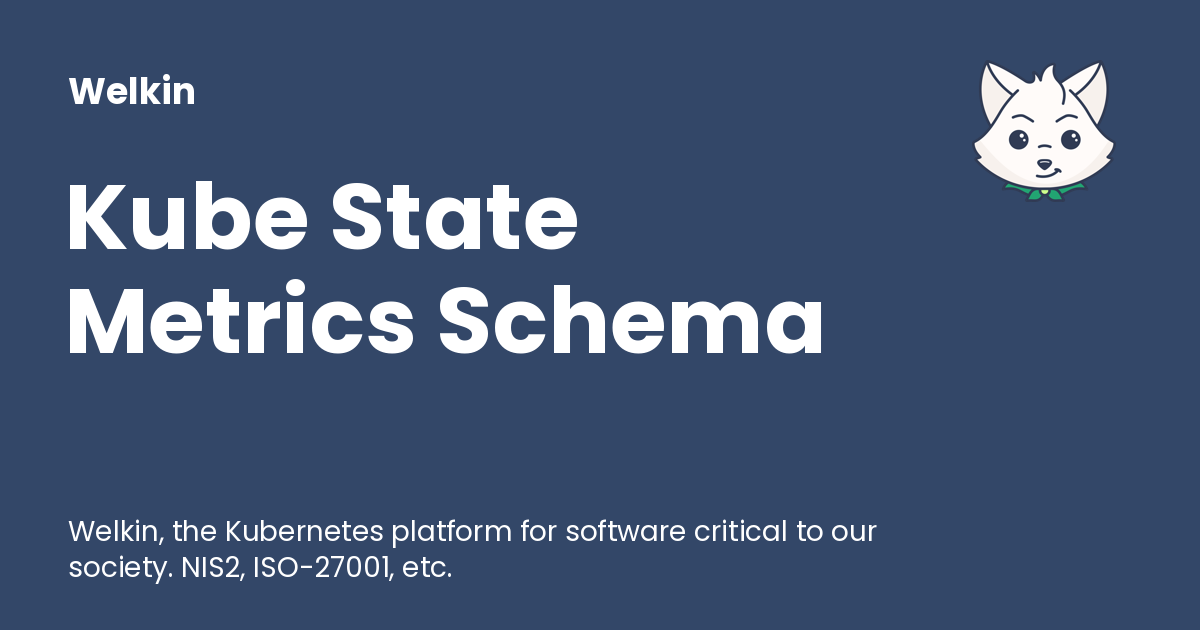 Welkin
Kube State
Metrics Schema
Welkin, the Kubernetes platform for software critical to our
society. NIS2, ISO-27001, etc.